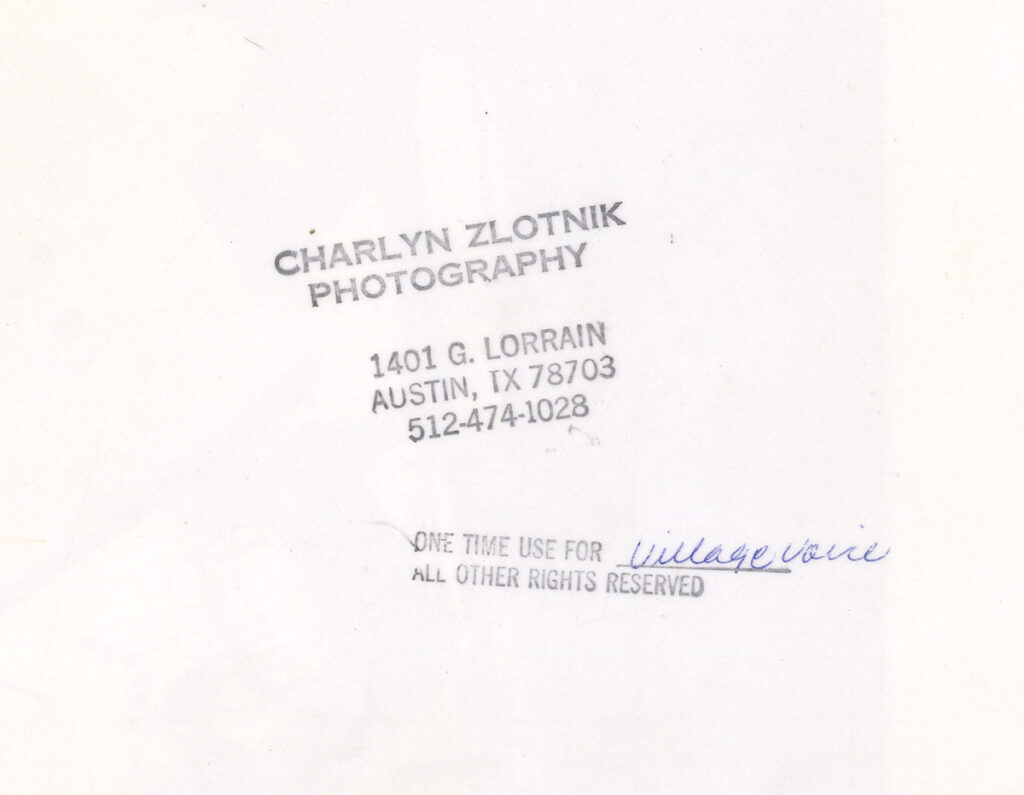 CHARLYN ZLOTNIK
PHOTOGRAPHY
1401 G. LORRAIN
AUSTIN, TX 78703
512-474-1028
ONE TIME USE FOR Village Voice
ALL OTHER RIGHTS RESERVED